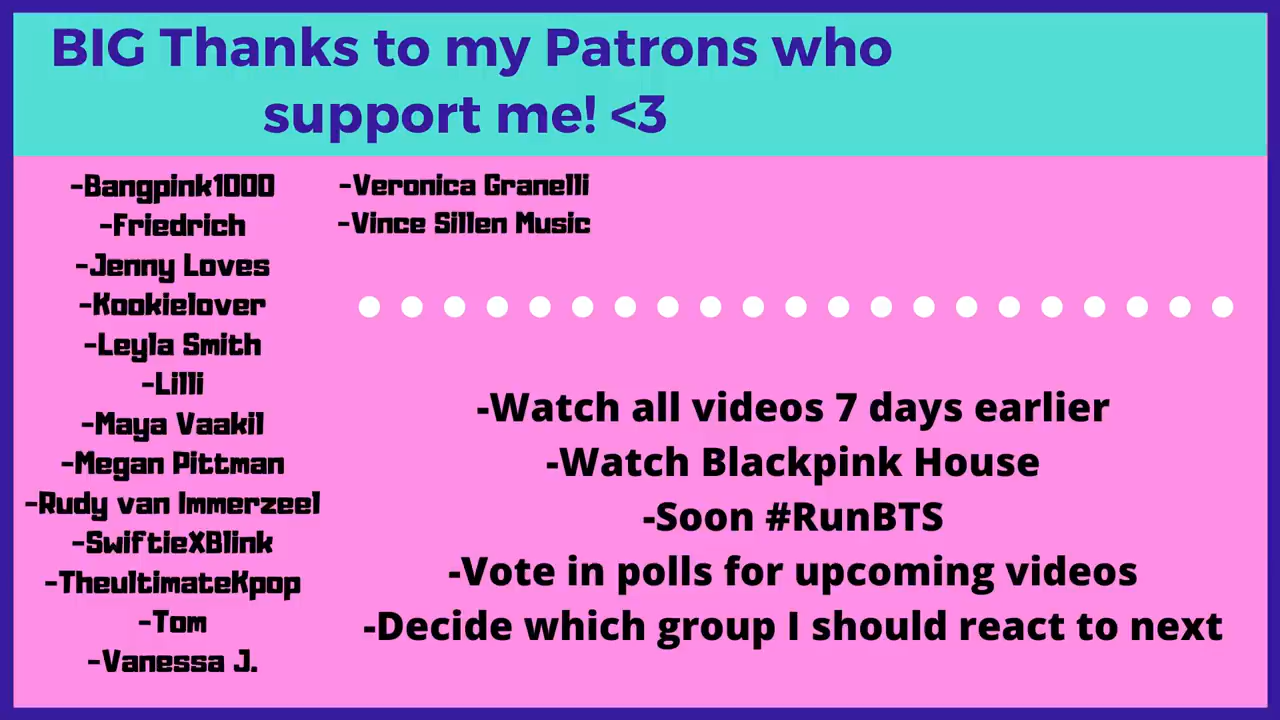 BIG Thanks to my Patrons who
support me! <3
-Bangpink1000
-Friedrich
-Jenny Loves
-Kookielover
-Leyla Smith
-Lilli
-Maya Vaakil
-Megan Pittman
-Rudy van Immerzeel
-SwiftieXBlink
-TheultimateKpop
-Tom
-Vanessa J.
-Veronica Granelli
-Vince Sillen Music
-Watch all videos 7 days earlier
-Watch Blackpink House
-Soon #RunBTS
-Vote in polls for upcoming videos
-Decide which group I should react to next